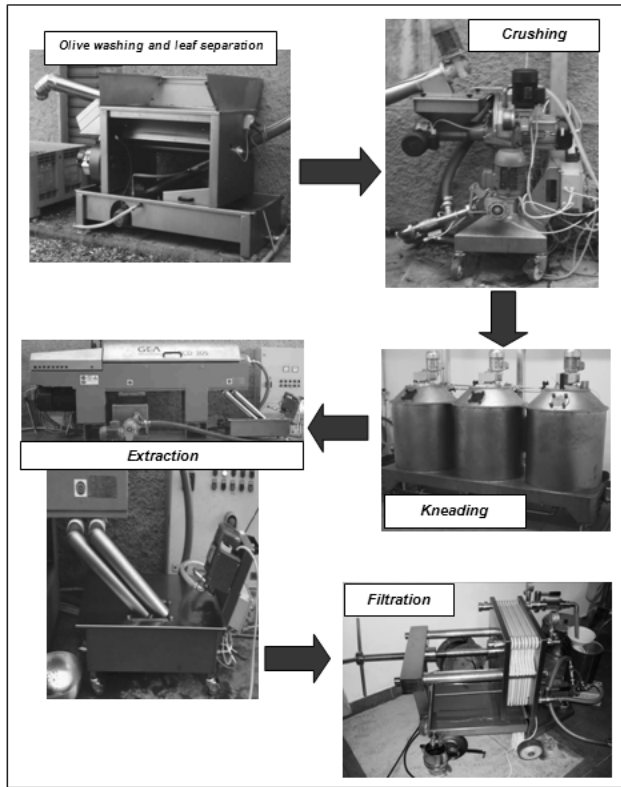 Olive washing and leaf separation
Crushing
GEA
Extraction
Kneading
Filtration